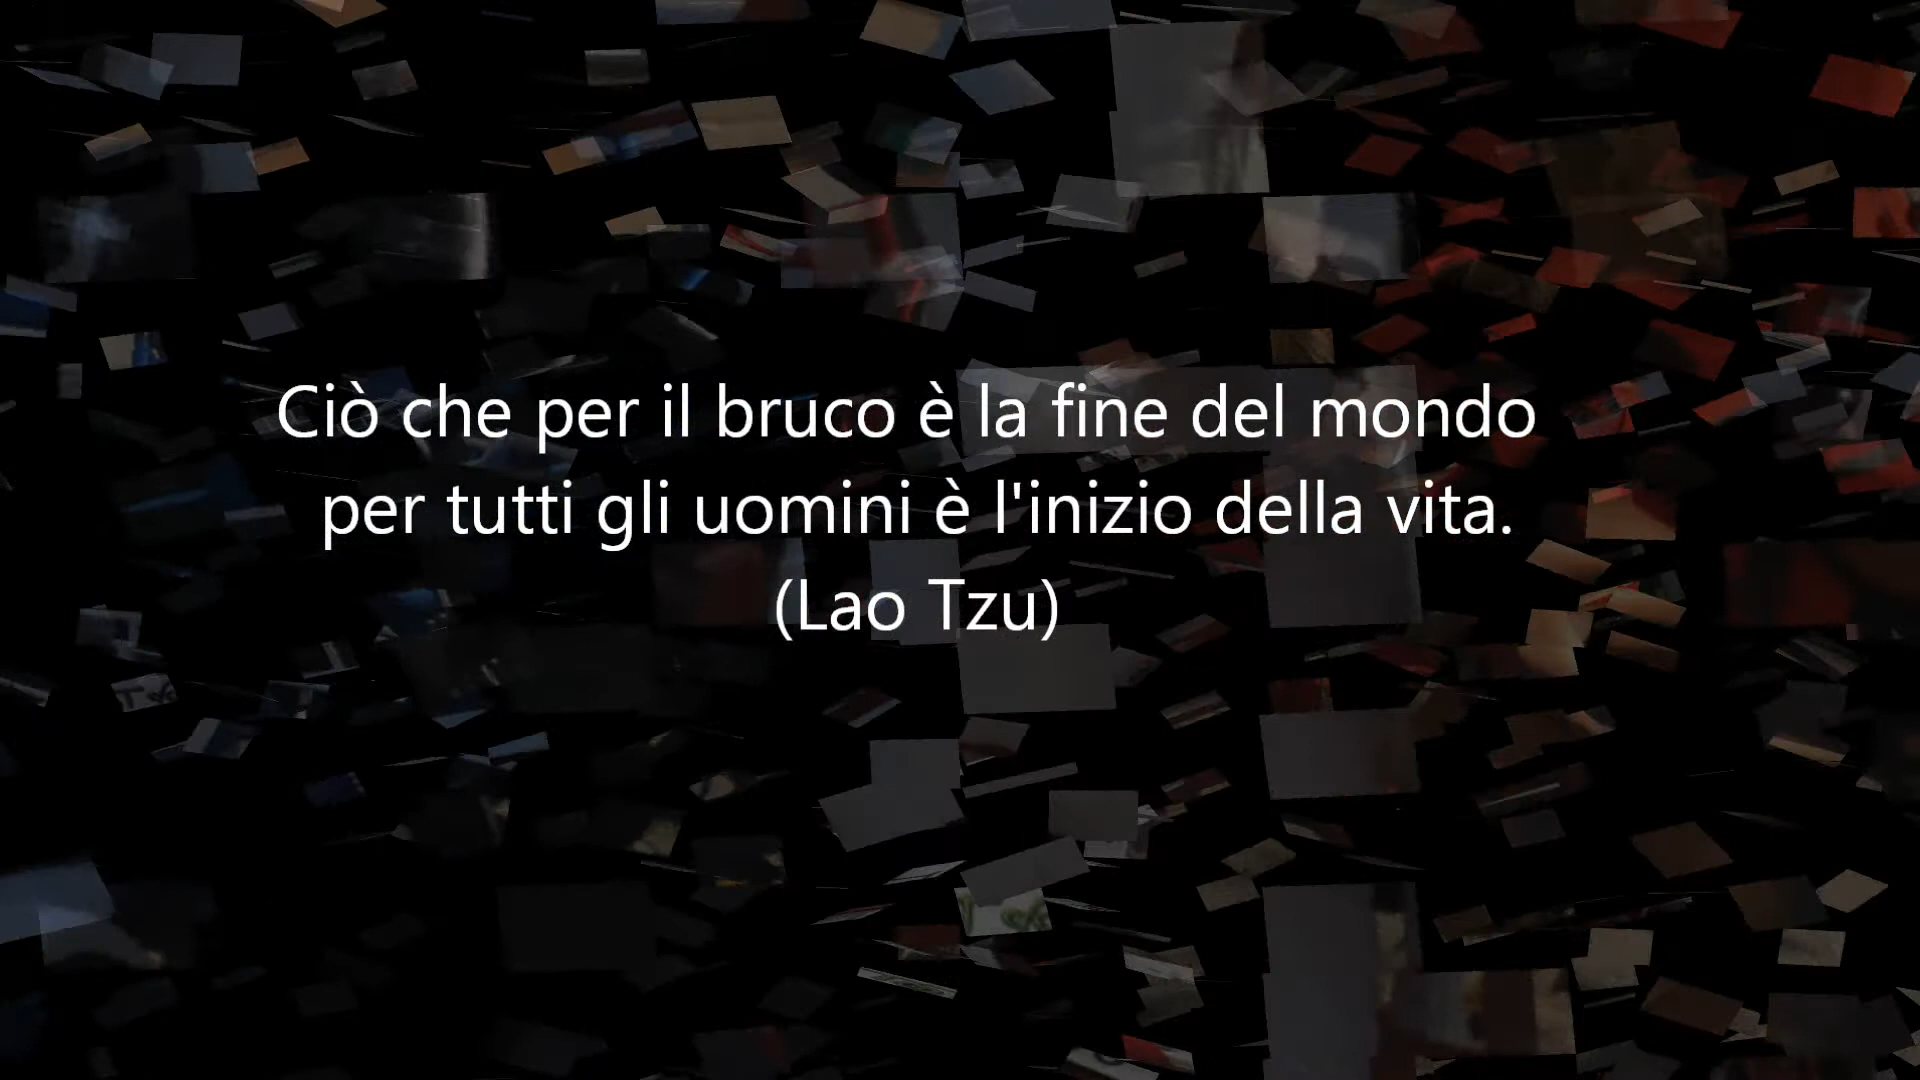 Ciò che per il bruco è la fine del mondo
per tutti gli uomini è l'inizio della vita.
(Lao Tzu)